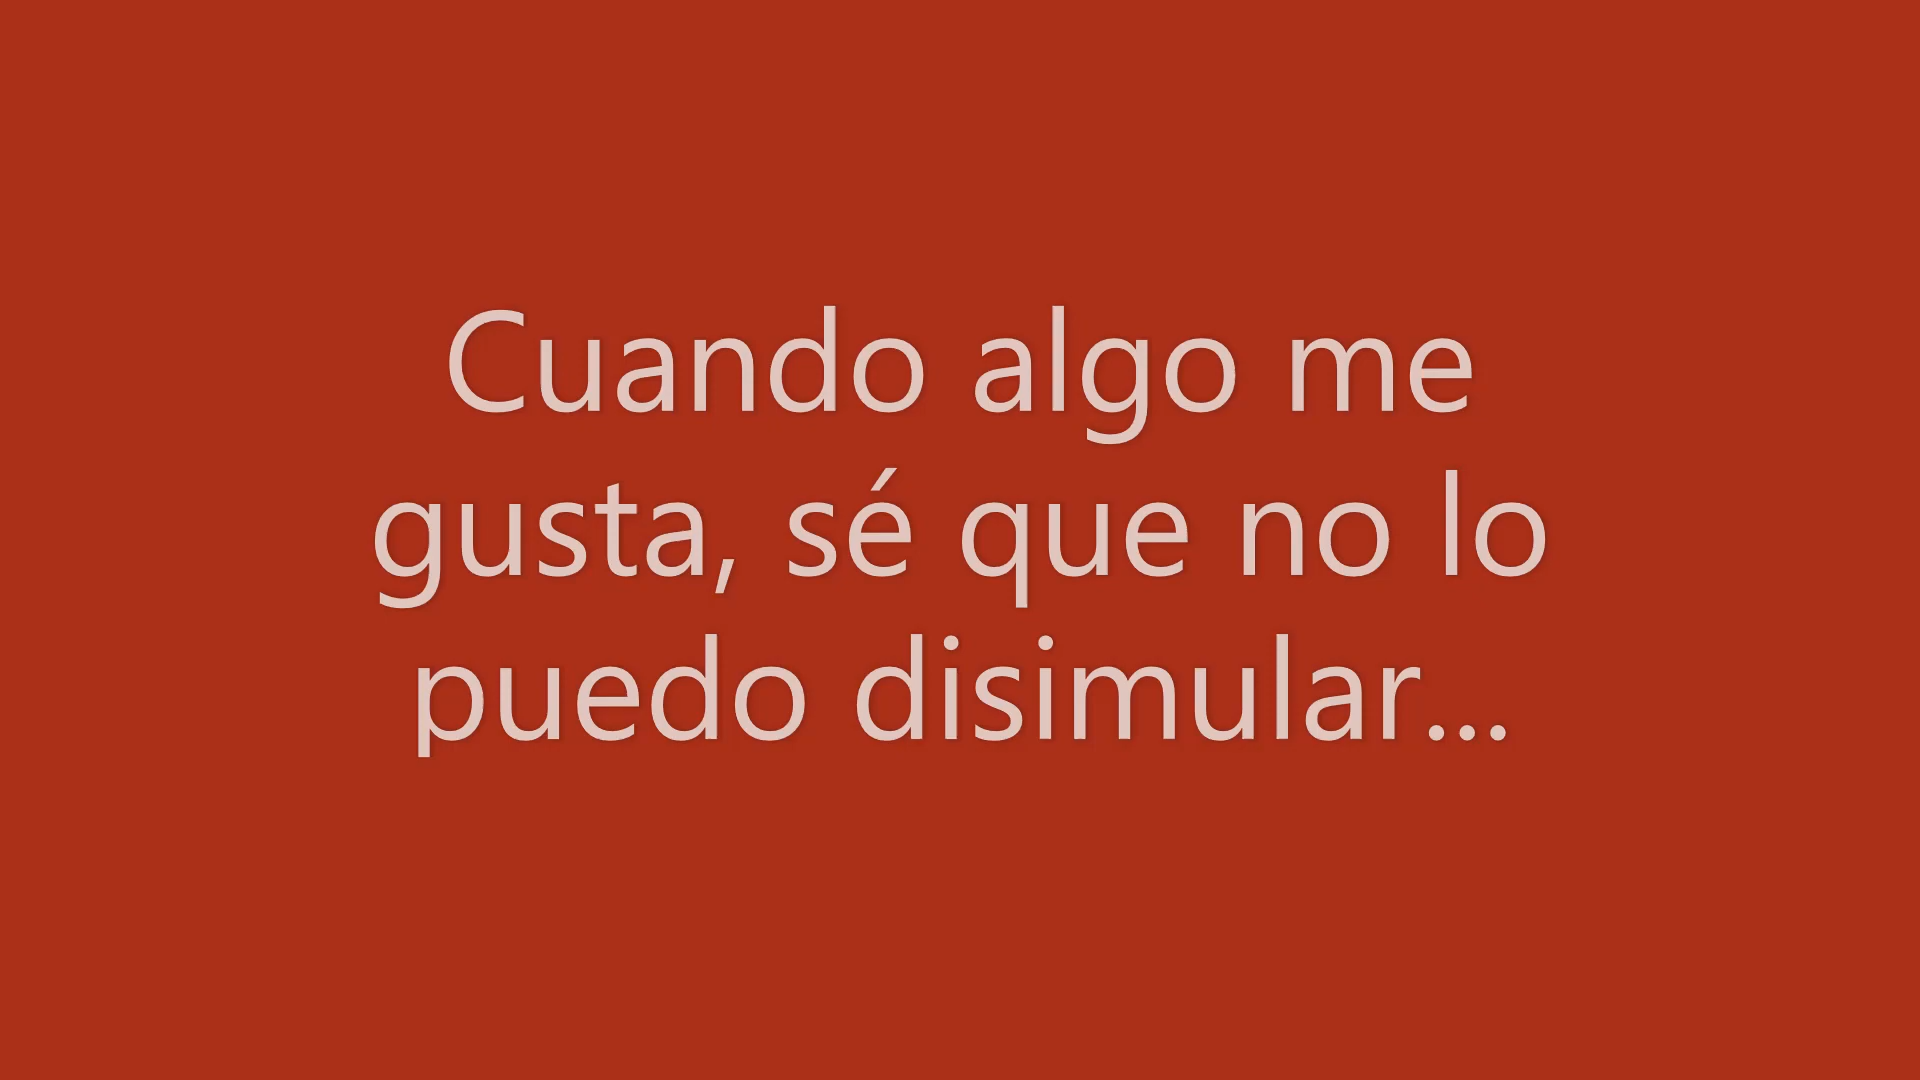 Cuando algo me
gusta, sé que no lo
puedo disimular...